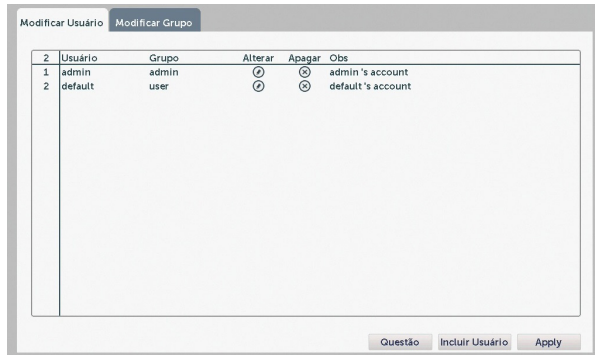 Modificar Usuário Modificar Grupo
2 Usuário Grupo Alterar Apagar Obs
1 admin admin admin 's account
2 default user default 's account
Questão Incluir Usuário Apply